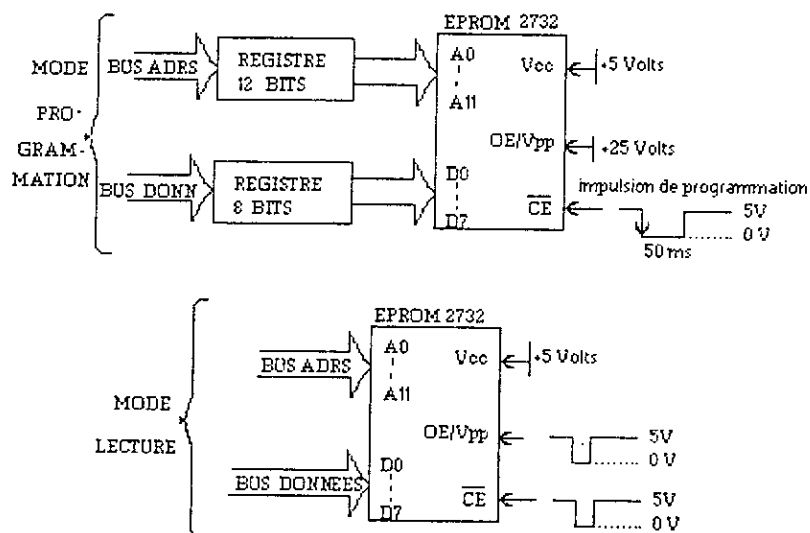 EPROM 2732
MODE
PRO-
GRAM-
MATION
BUS ADRS
REGISTRE
12 BITS
A0
A11
Vcc
+5 Volts
OE/Vpp
+25 Volts
BUS DONN
REGISTRE
8 BITS
D0
D7
CE
impulsion de programmation
5V
0 V
50 ms
EPROM 2732
MODE
LECTURE
BUS ADRS
A0
A11
Vcc
+5 Volts
OE/Vpp
5V
0 V
BUS DONNEES
D0
D7
CE
5V
0 V